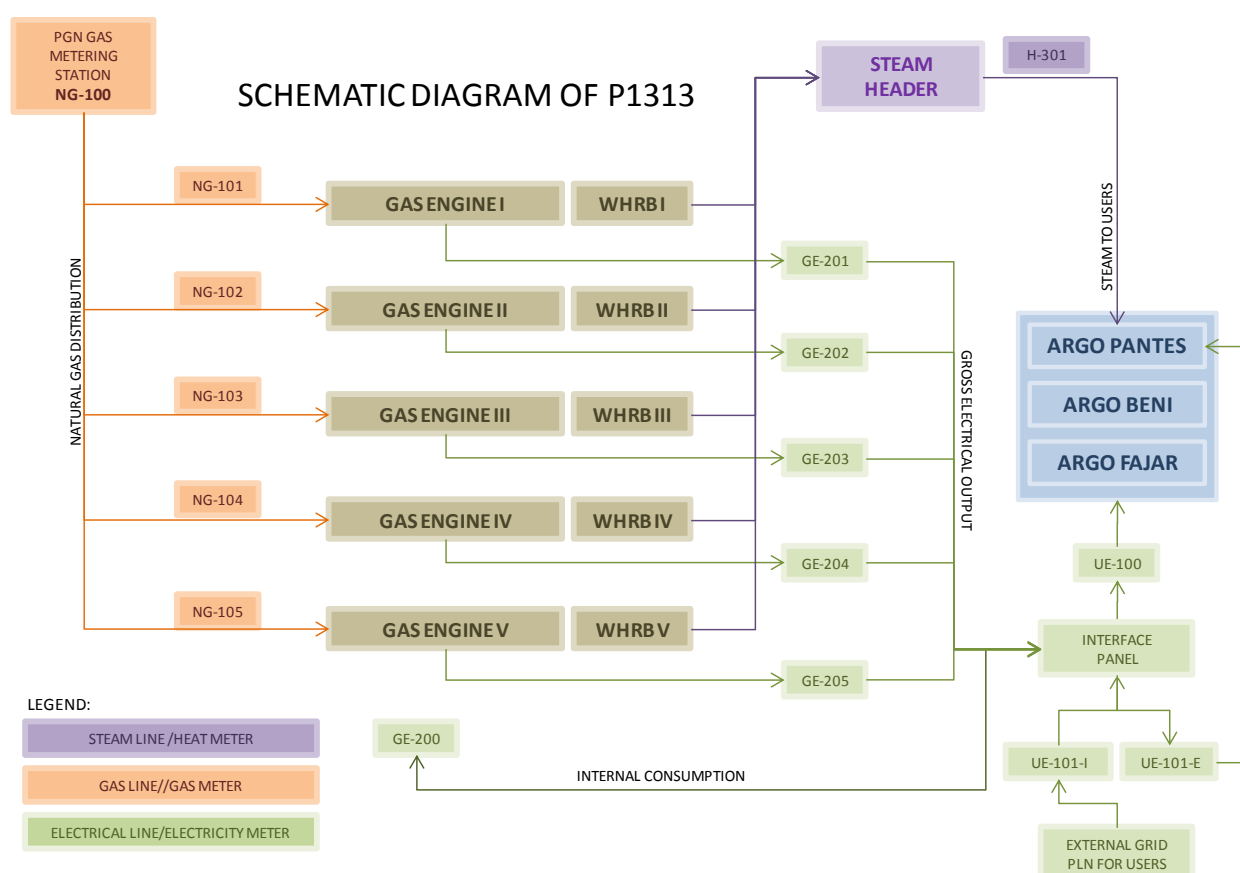 PGN GAS
METERING
STATION
NG-100
SCHEMATIC DIAGRAM OF P1313
STEAM
HEADER
H-301
NG-101
GAS ENGINE I
WHRB I
GE-201
NATURAL GAS DISTRIBUTION
STEAM TO USERS
NG-102
GAS ENGINE II
WHRB II
GE-202
ARGO PANTES
NG-103
GAS ENGINE III
WHRB III
GE-203
ARGO BENI
GROSS ELECTRICAL OUTPUT
ARGO FAJAR
NG-104
GAS ENGINE IV
WHRB IV
GE-204
UE-100
NG-105
GAS ENGINE V
WHRB V
GE-205
INTERFACE
PANEL
LEGEND:
STEAM LINE /HEAT METER
GAS LINE//GAS METER
ELECTRICAL LINE/ELECTRICITY METER
GE-200
INTERNAL CONSUMPTION
UE-101-I
UE-101-E
EXTERNAL GRID
PLN FOR USERS